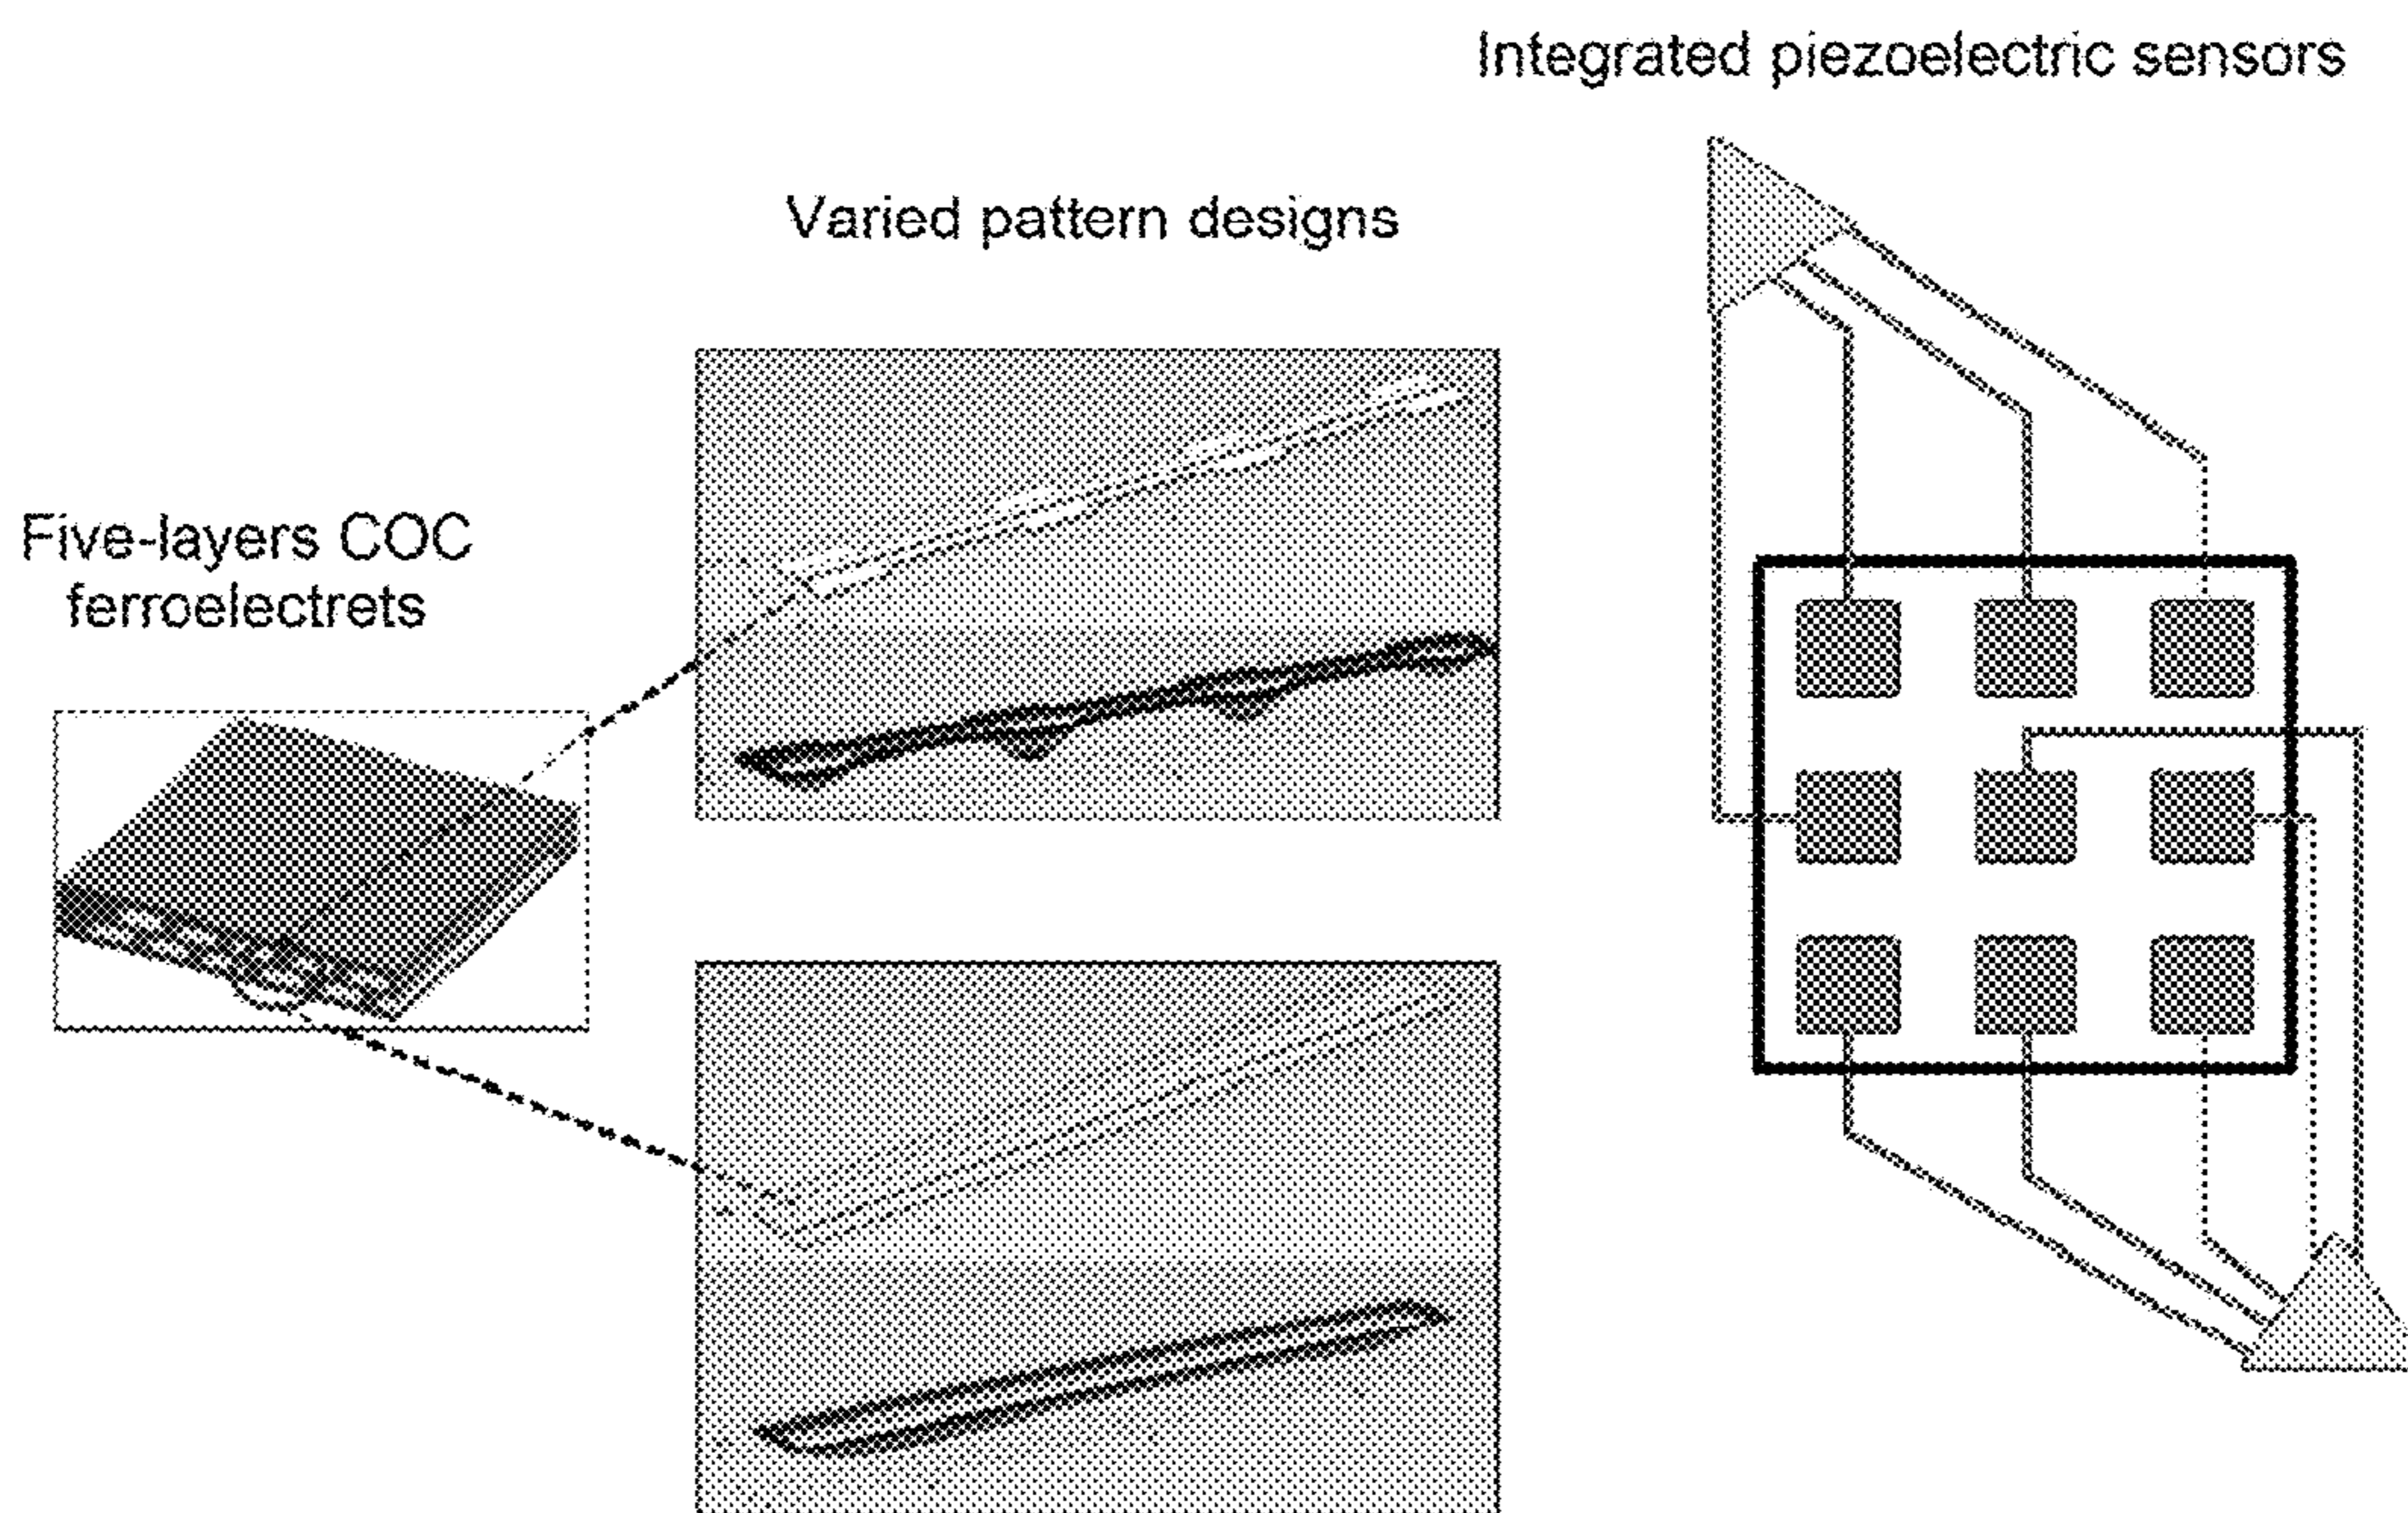 Integrated piezoelectric sensors
Varied pattern designs
Five-layers COC
ferroelectrets